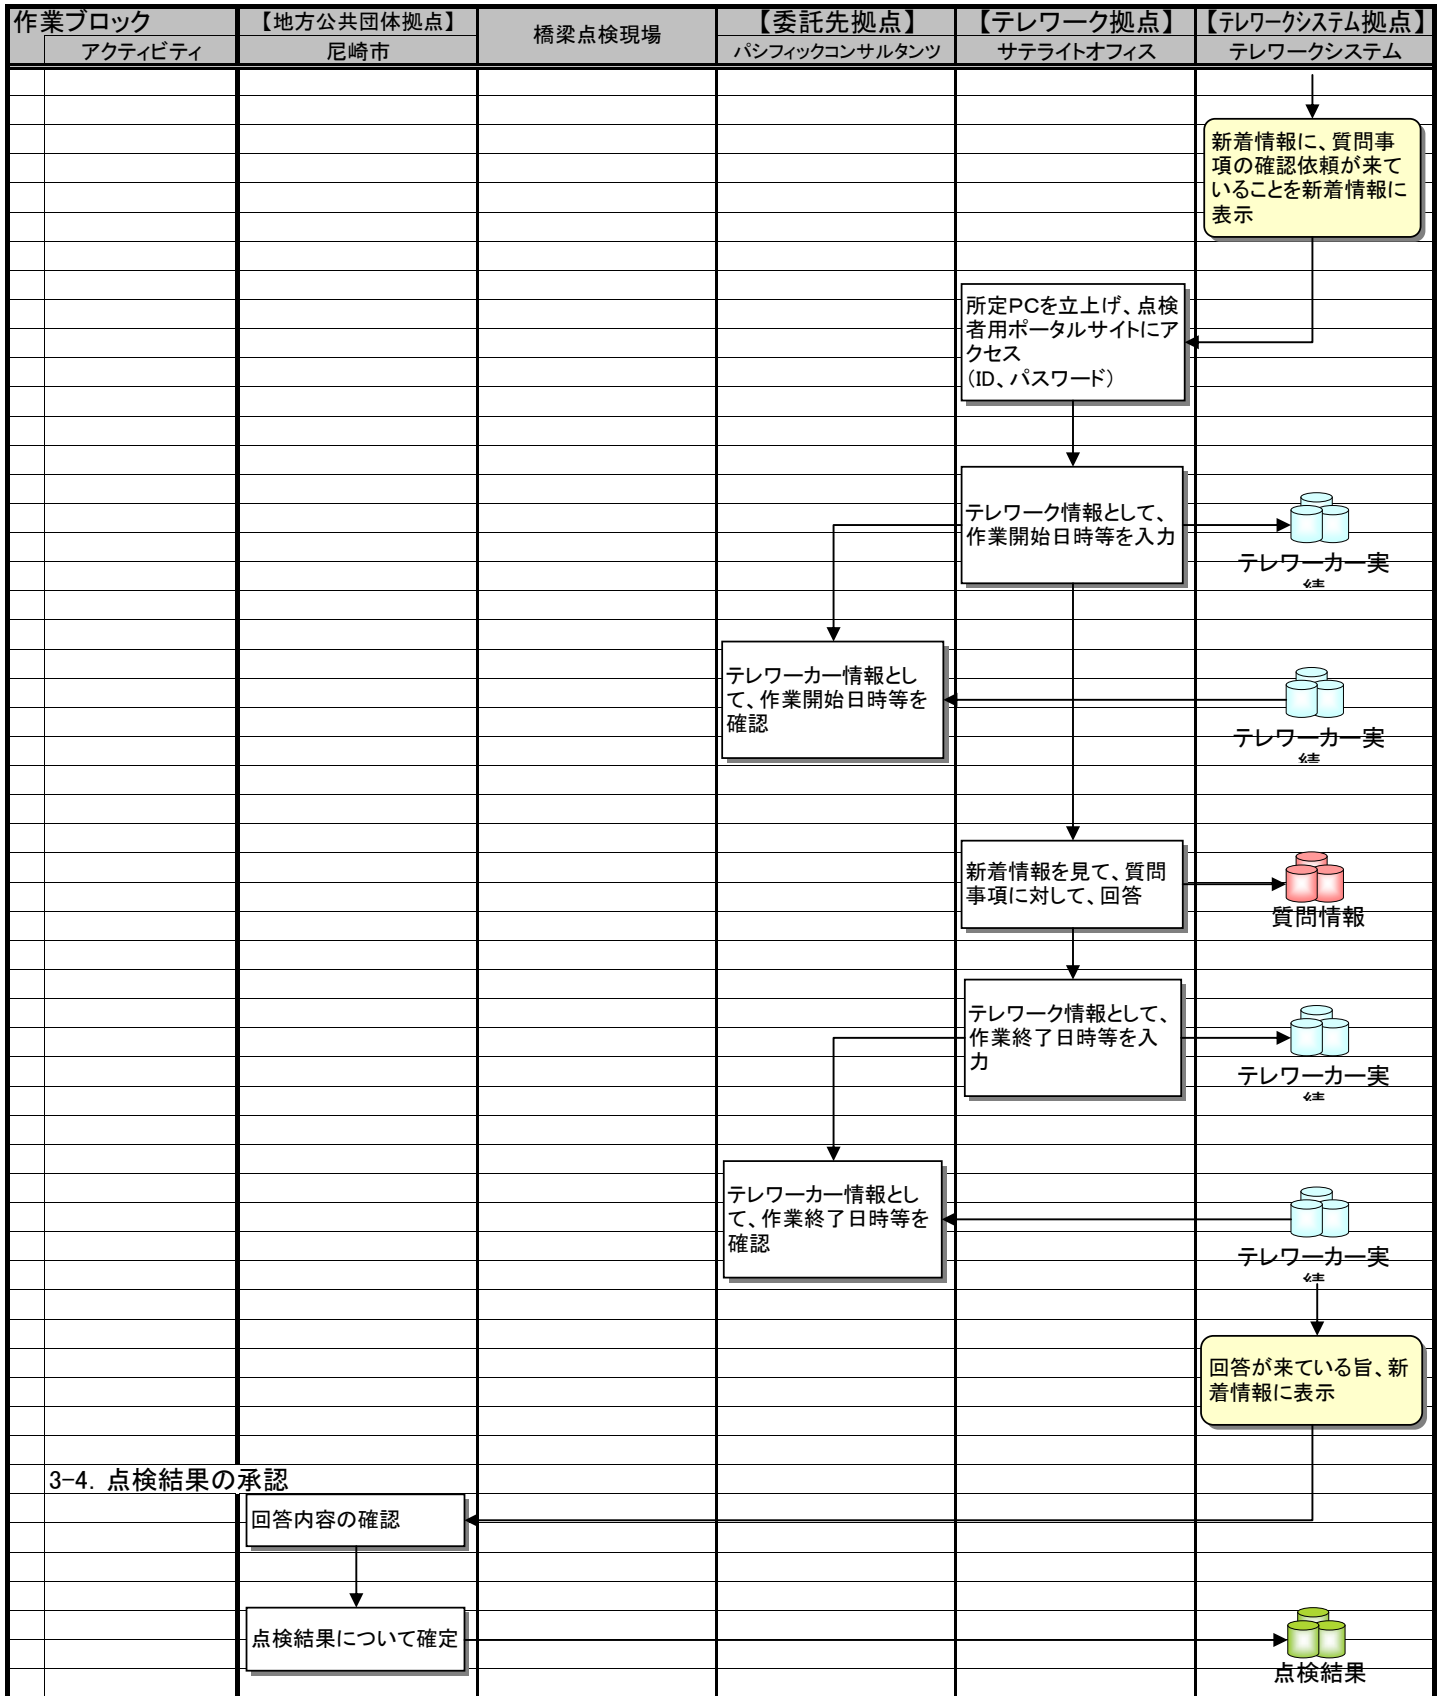 作業ブロック
アクティビティ
【地方公共団体拠点】
尼崎市
橋梁点検現場
【委託先拠点】
パシフィックコンサルタンツ
【テレワーク拠点】
サテライトオフィス
【テレワークシステム拠点】
テレワークシステム
新着情報に、質問事
項の確認依頼が来て
いることを新着情報に
表示
所定PCを立上げ、点検
者用ポータルサイトにア
クセス
（ID、パスワード）
テレワーク情報として、
作業開始日時等を入力
テレワーカー実
績
テレワーカー情報とし
て、作業開始日時等を
確認
テレワーカー実
績
新着情報を見て、質問
事項に対して、回答
質問情報
テレワーク情報として、
作業終了日時等を入
力
テレワーカー実
績
テレワーカー情報とし
て、作業終了日時等を
確認
テレワーカー実
績
回答が来ている旨、新
着情報に表示
3-4. 点検結果の承認
回答内容の確認
点検結果について確定
点検結果